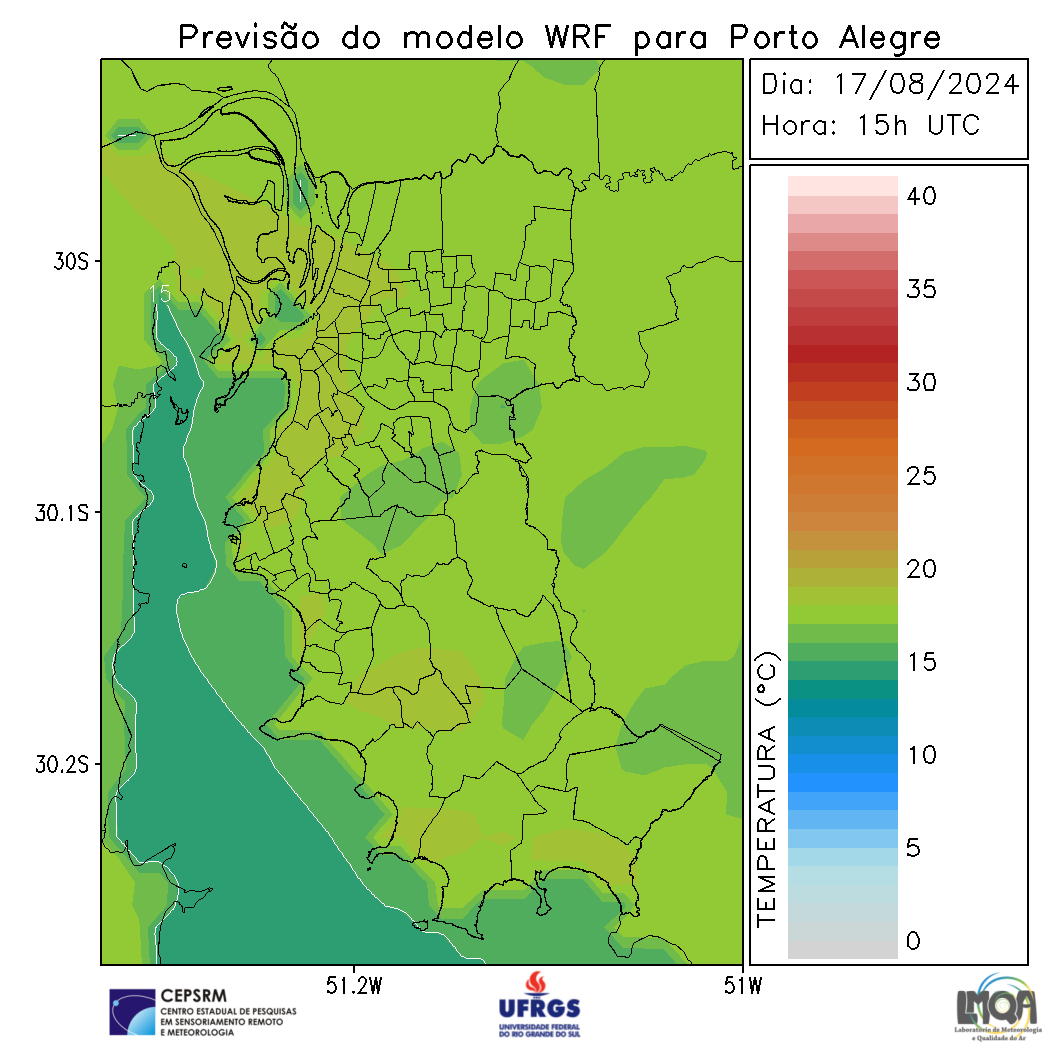 Previsão do modelo WRF para Porto Alegre
Dia: 17/08/2024
Hora: 15h UTC
40
35
30
25
20
15
10
5
0
TEMPERATURA (°C)
30S
30.1S
30.2S
15
51.2W
51W
CEPSRM
CENTRO ESTADUAL DE PESQUISAS
EM SENSORIAMENTO REMOTO
E METEOROLOGIA
UFRGS
UNIVERSIDADE FEDERAL
DO RIO GRANDE DO SUL
LMQA
Laboratório de Meteorologia
e Qualidade do Ar